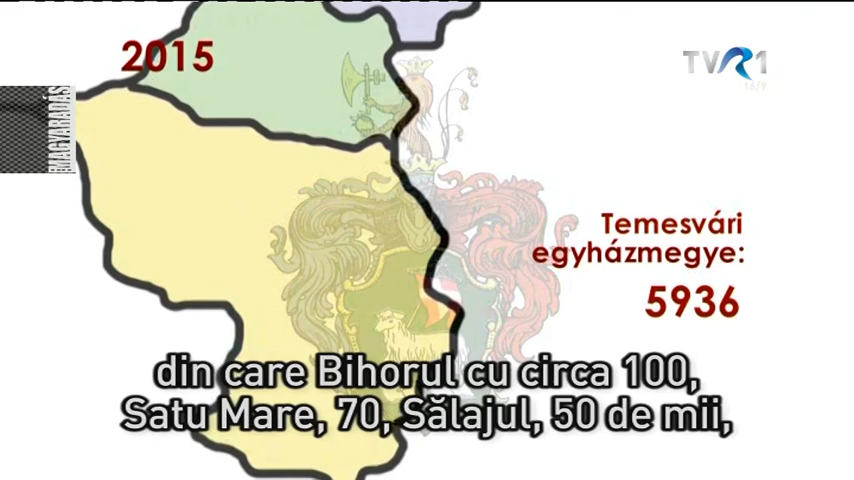 2015
TVR1
16/9
MAGYARADÁS
Temesvári
egyházmegye:
5936
din care Bihorul cu circa 100,
Satu Mare, 70, Sălajul, 50 de mii,